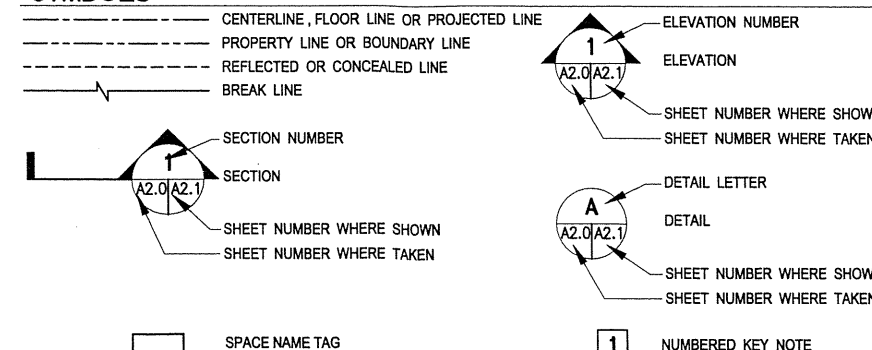 CENTERLINE, FLOOR LINE OR PROJECTED LINE
PROPERTY LINE OR BOUNDARY LINE
REFLECTED OR CONCEALED LINE
BREAK LINE
SECTION NUMBER
1
SECTION
A2.0 A2.1
SHEET NUMBER WHERE SHOWN
SHEET NUMBER WHERE TAKEN
SPACE NAME TAG
ELEVATION NUMBER
1
ELEVATION
A2.0 A2.1
SHEET NUMBER WHERE SHOW
SHEET NUMBER WHERE TAKEN
DETAIL LETTER
A
DETAIL
A2.0 A2.1
SHEET NUMBER WHERE SHOW
SHEET NUMBER WHERE TAKEN
1
NUMBERED KEY NOTE